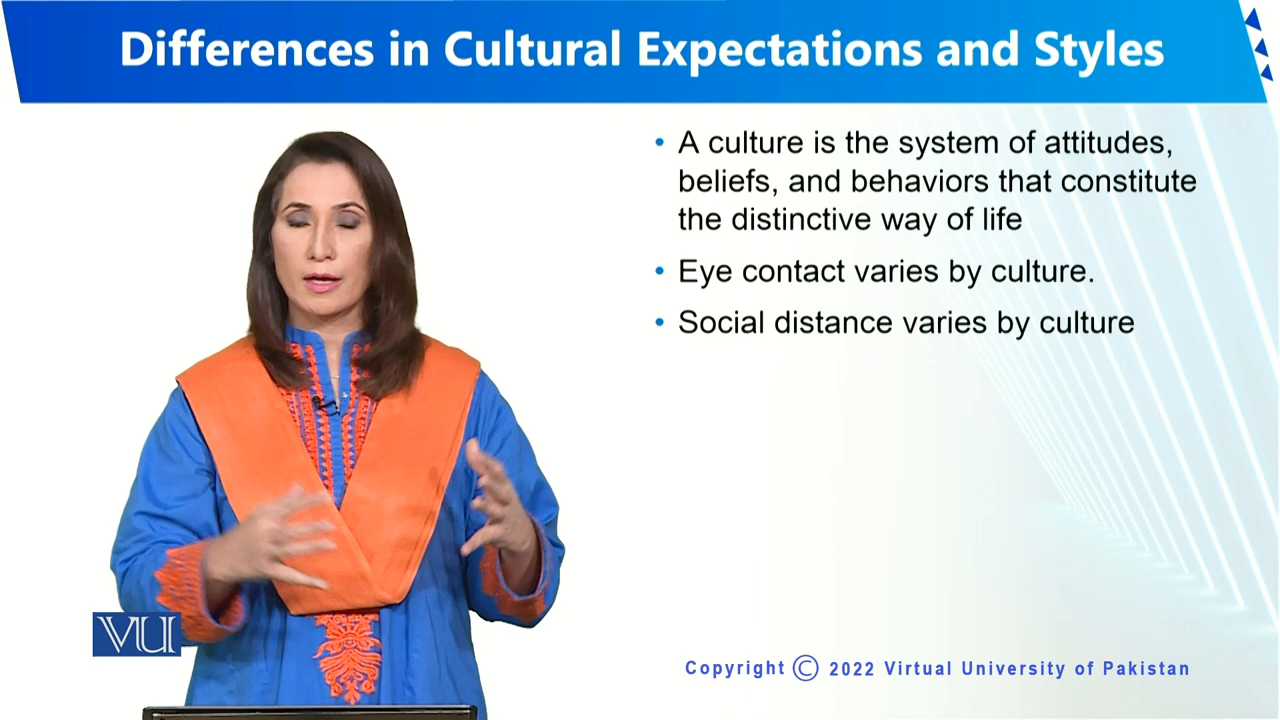 Differences in Cultural Expectations and Styles
• A culture is the system of attitudes,
beliefs, and behaviors that constitute
the distinctive way of life
• Eye contact varies by culture.
• Social distance varies by culture
VU
Copyright © 2022 Virtual University of Pakistan